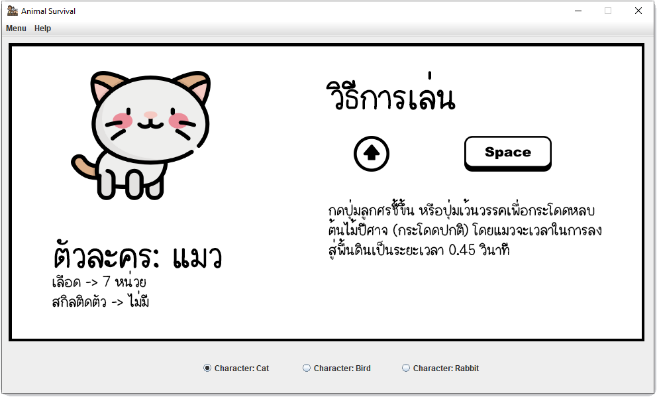 Animal Survival
Menu Help
วิธีการเล่น
Space
กดปุ่มลูกศรชี้ขึ้น หรือปุ่มเว้นวรรคเพื่อกระโดดหลบ
ต้นไม้ปีศาจ (กระโดดปกติ) โดยแมวจะเวลาในการลง
สู่พื้นดินเป็นระยะเวลา 0.45 วินาที
ตัวละคร: แมว
เลือด -> 7 หน่วย
สกิลติดตัว -> ไม่มี
Character: Cat Character: Bird Character: Rabbit